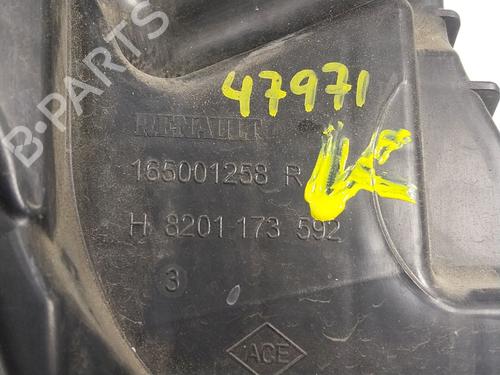 B-PARTS
47971
RENAULT
165001258 R
H 8201 173 592
3
ACE